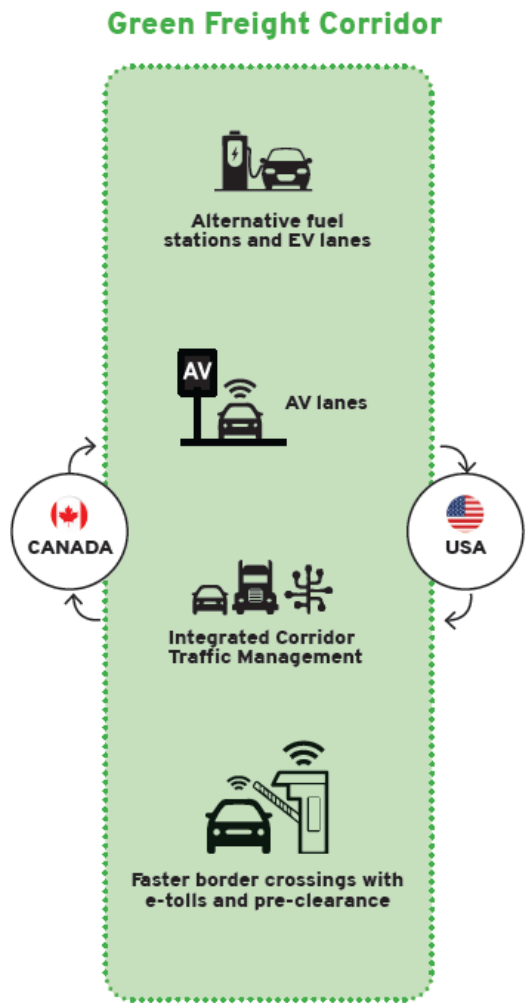 Green Freight Corridor
Alternative fuel
stations and EV lanes
AV
AV lanes
CANADA
USA
Integrated Corridor
Traffic Management
Faster border crossings with
e-tolls and pre-clearance